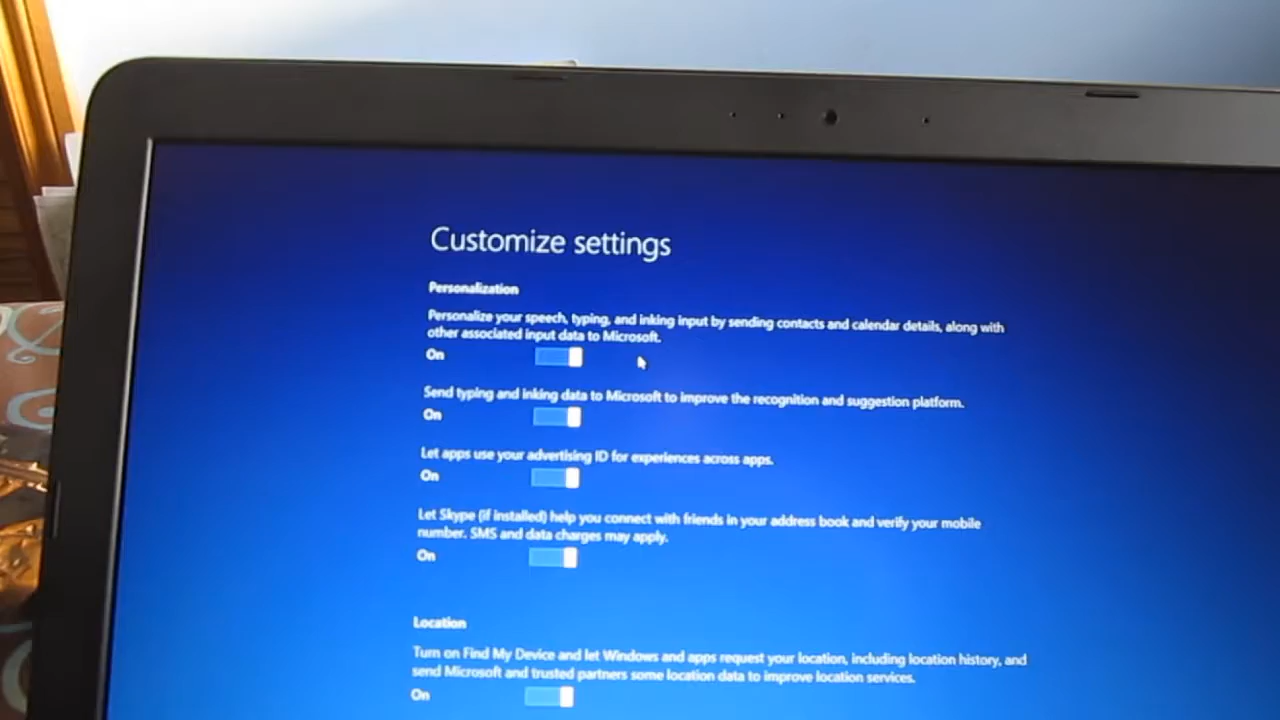 Customize settings
Personalization
Personalize your speech, typing, and inking input by sending contacts and calendar details, along with
other associated input data to Microsoft.
On
Send typing and inking data to Microsoft to improve the recognition and suggestion platform.
On
Let apps use your advertising ID for experiences across apps.
On
Let Skype (if installed) help you connect with friends in your address book and verify your mobile
number. SMS and data charges may apply.
On
Location
Turn on Find My Device and let Windows and apps request your location, including location history, and
send Microsoft and trusted partners some location data to improve location services.
On